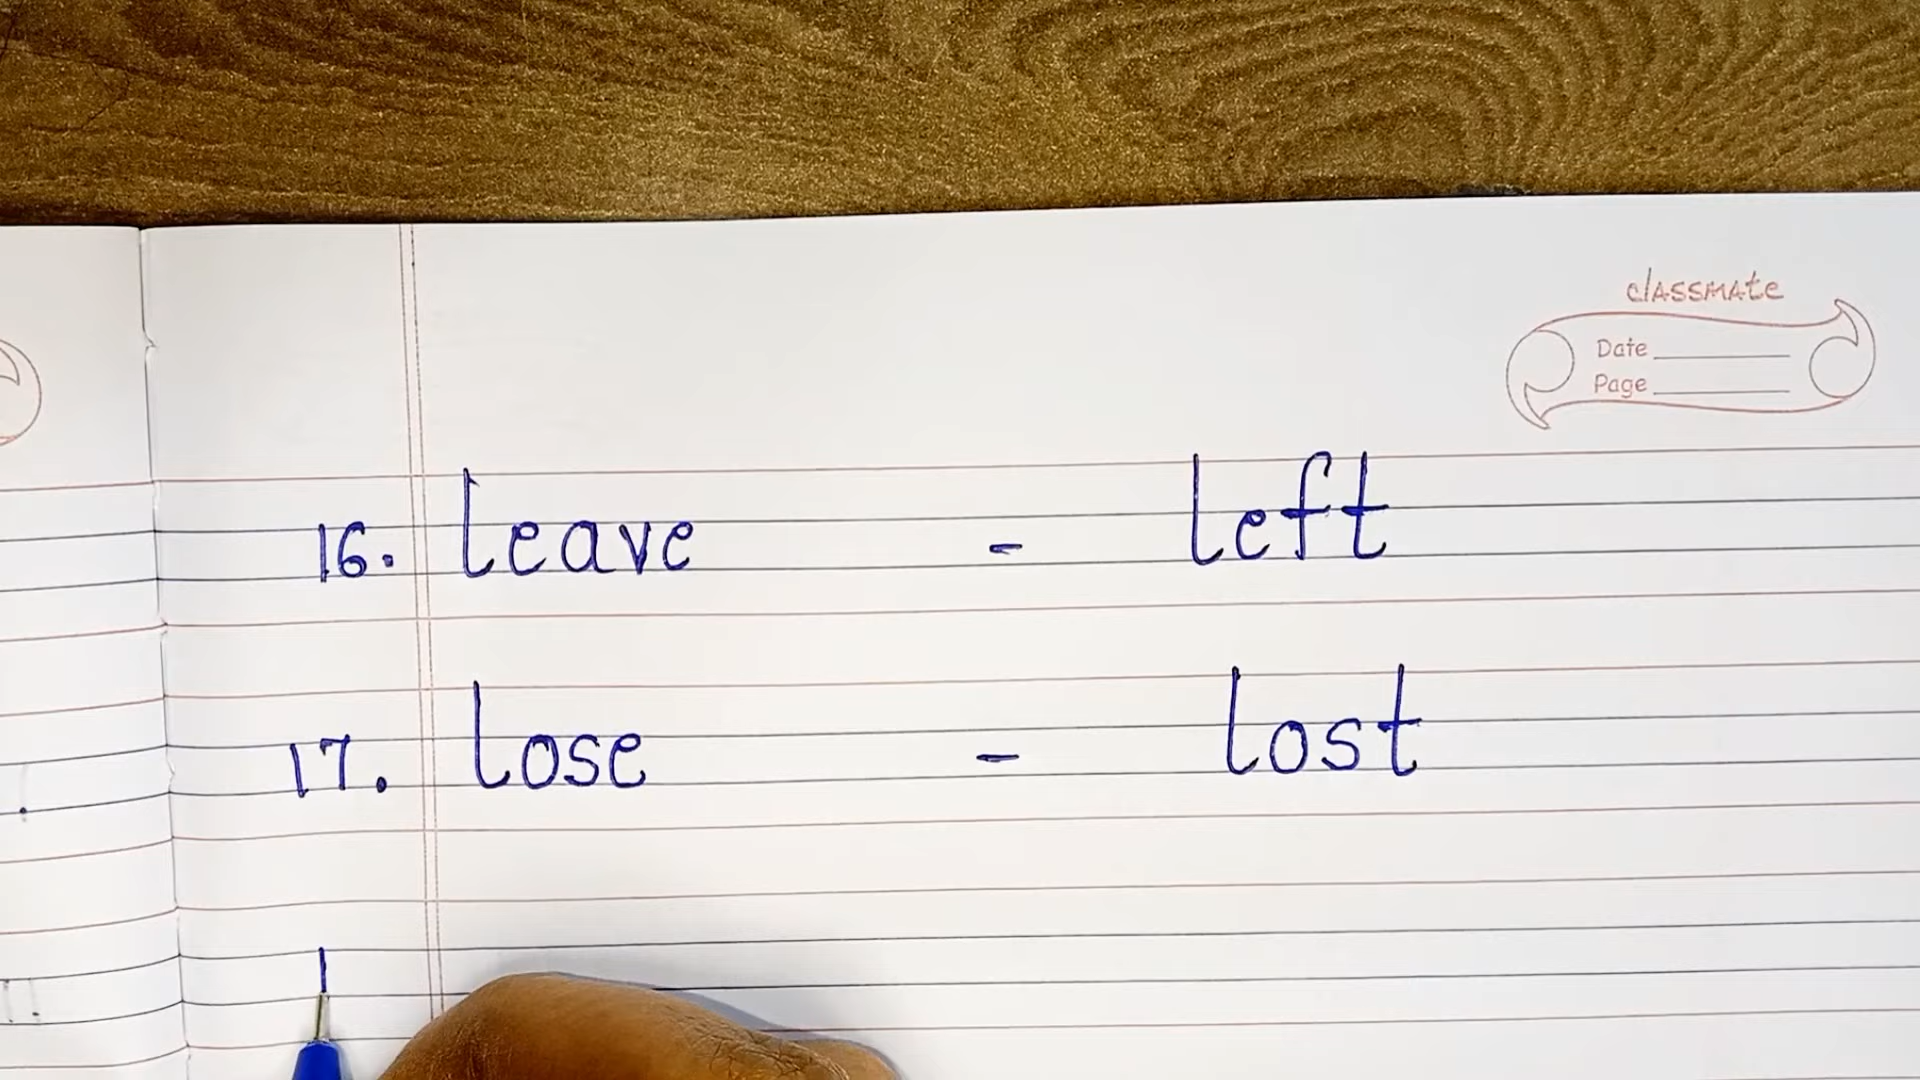 classmate
Date
Page
16. leave - left
17. lose - lost